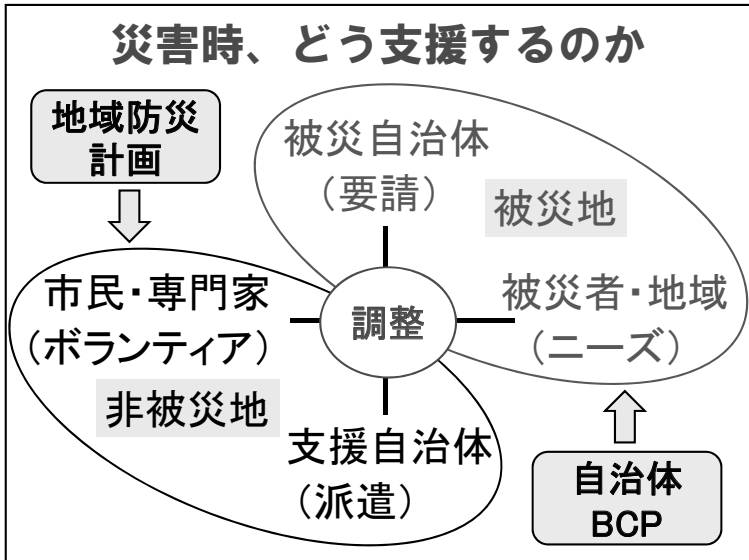 災害時、どう支援するのか
地域防災
計画
被災自治体
（要請）
被災地
市民・専門家
（ボランティア）
調整
被災者・地域
（ニーズ）
非被災地
支援自治体
（派遣）
自治体
BCP